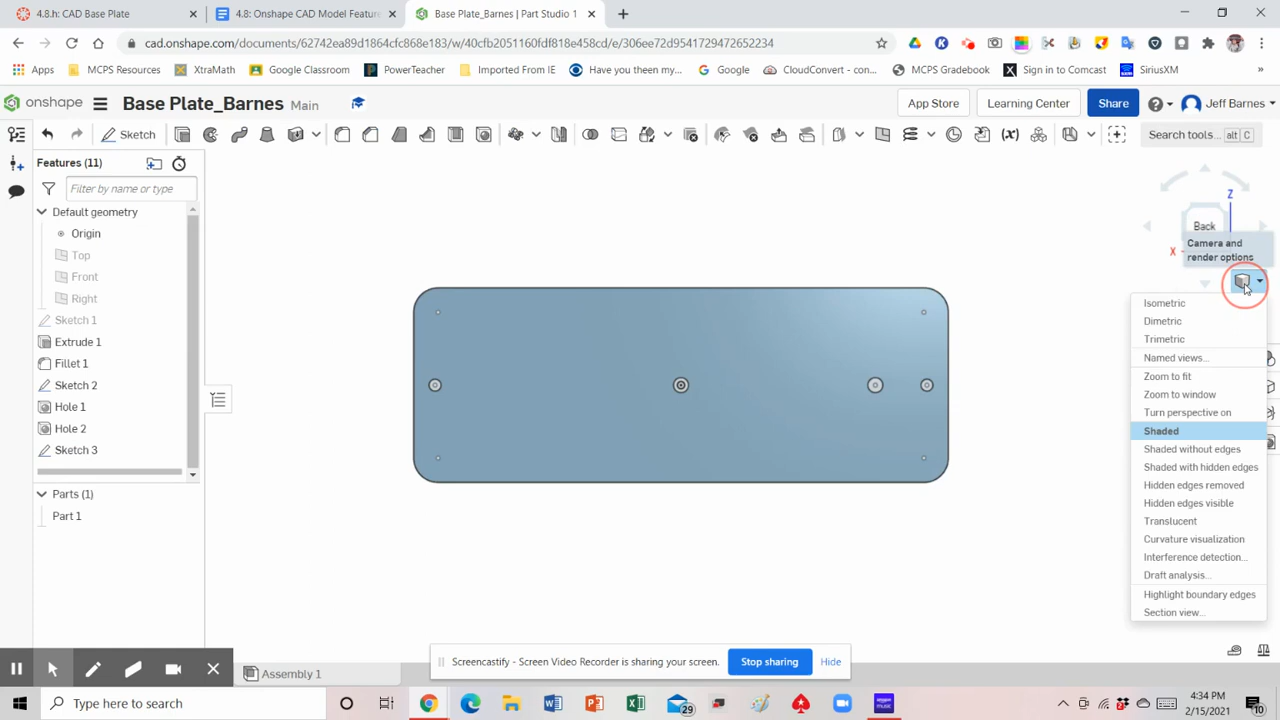 4.8.h: CAD Base Plate
4.8: Onshape CAD Model Feature
Base Plate_Barnes | Part Studio 1
cad.onshape.com/documents/62742ea89d1864cfc868e183/w/40cfb2051160fdf818e458cd/e/306ee72d9541729472652234
Apps
MCPS Resources
XtraMath
Google Classroom
PowerTeacher
Imported From IE
Have you theen my...
Google
CloudConvert - con...
MCPS Gradebook
Sign in to Comcast
SiriusXM
»
onshape
Base Plate_Barnes
Main
App Store
Learning Center
Share
Jeff Barnes
Sketch
(x)
Search tools...
alt C
Features (11)
Filter by name or type
Default geometry
Origin
Top
Front
Right
Sketch 1
Extrude 1
Fillet 1
Sketch 2
Hole 1
Hole 2
Sketch 3
Parts (1)
Part 1
Z
Back
X
Camera and
render options
Isometric
Dimetric
Trimetric
Named views...
Zoom to fit
Zoom to window
Turn perspective on
Shaded
Shaded without edges
Shaded with hidden edges
Hidden edges removed
Hidden edges visible
Translucent
Curvature visualization
Interference detection...
Draft analysis...
Highlight boundary edges
Section view...
Screencastify - Screen Video Recorder is sharing your screen.
Stop sharing
Hide
Assembly 1
Type here to search
29
4:34 PM
2/15/2021
10